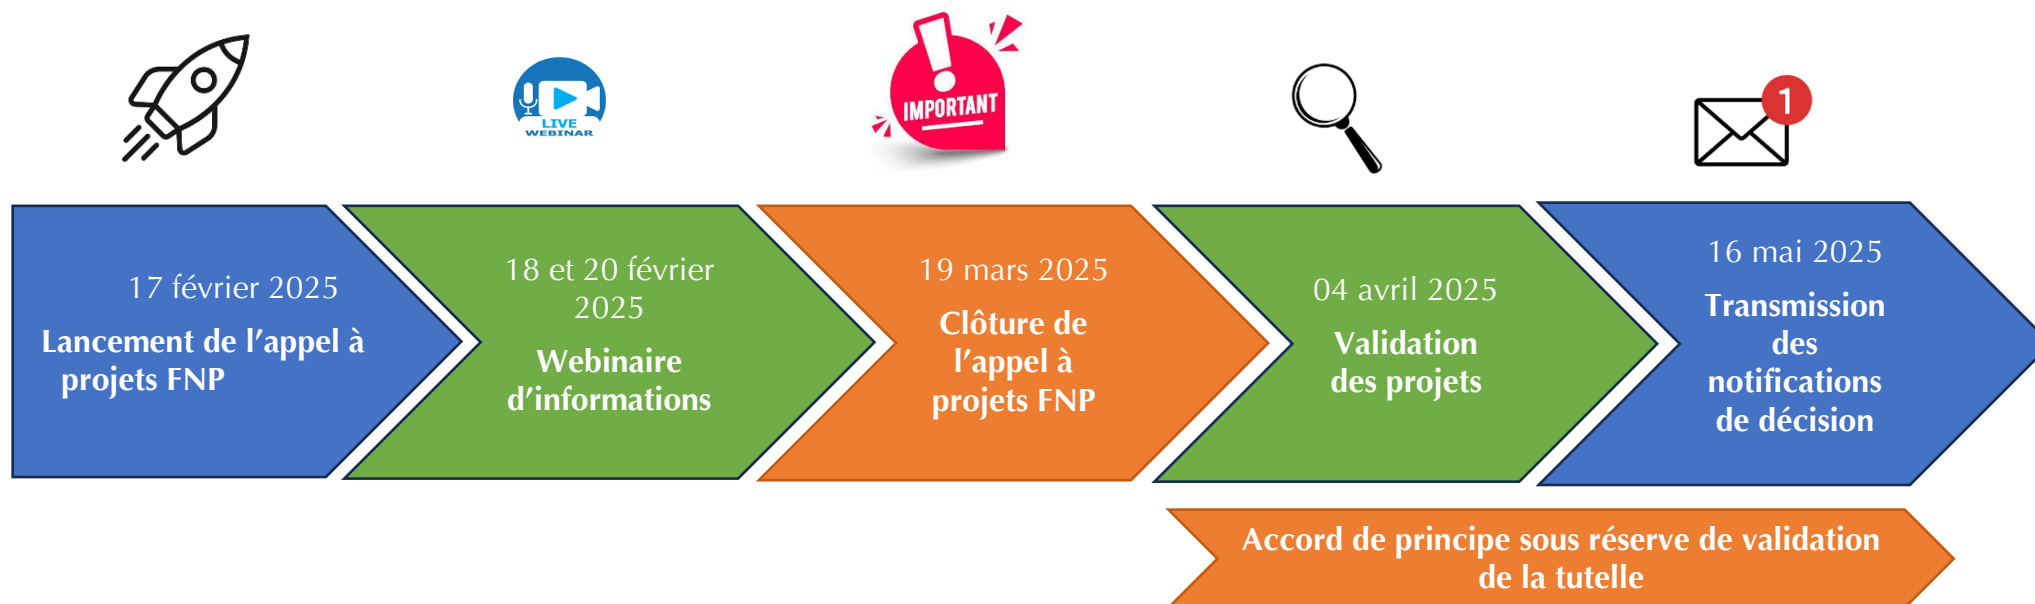 LIVE
WEBINAR
IMPORTANT
1
17 février 2025
Lancement de l’appel à
projets FNP
18 et 20 février
2025
Webinaire
d’informations
19 mars 2025
Clôture de
l’appel à
projets FNP
04 avril 2025
Validation
des projets
16 mai 2025
Transmission
des
notifications
de décision
Accord de principe sous réserve de validation
de la tutelle